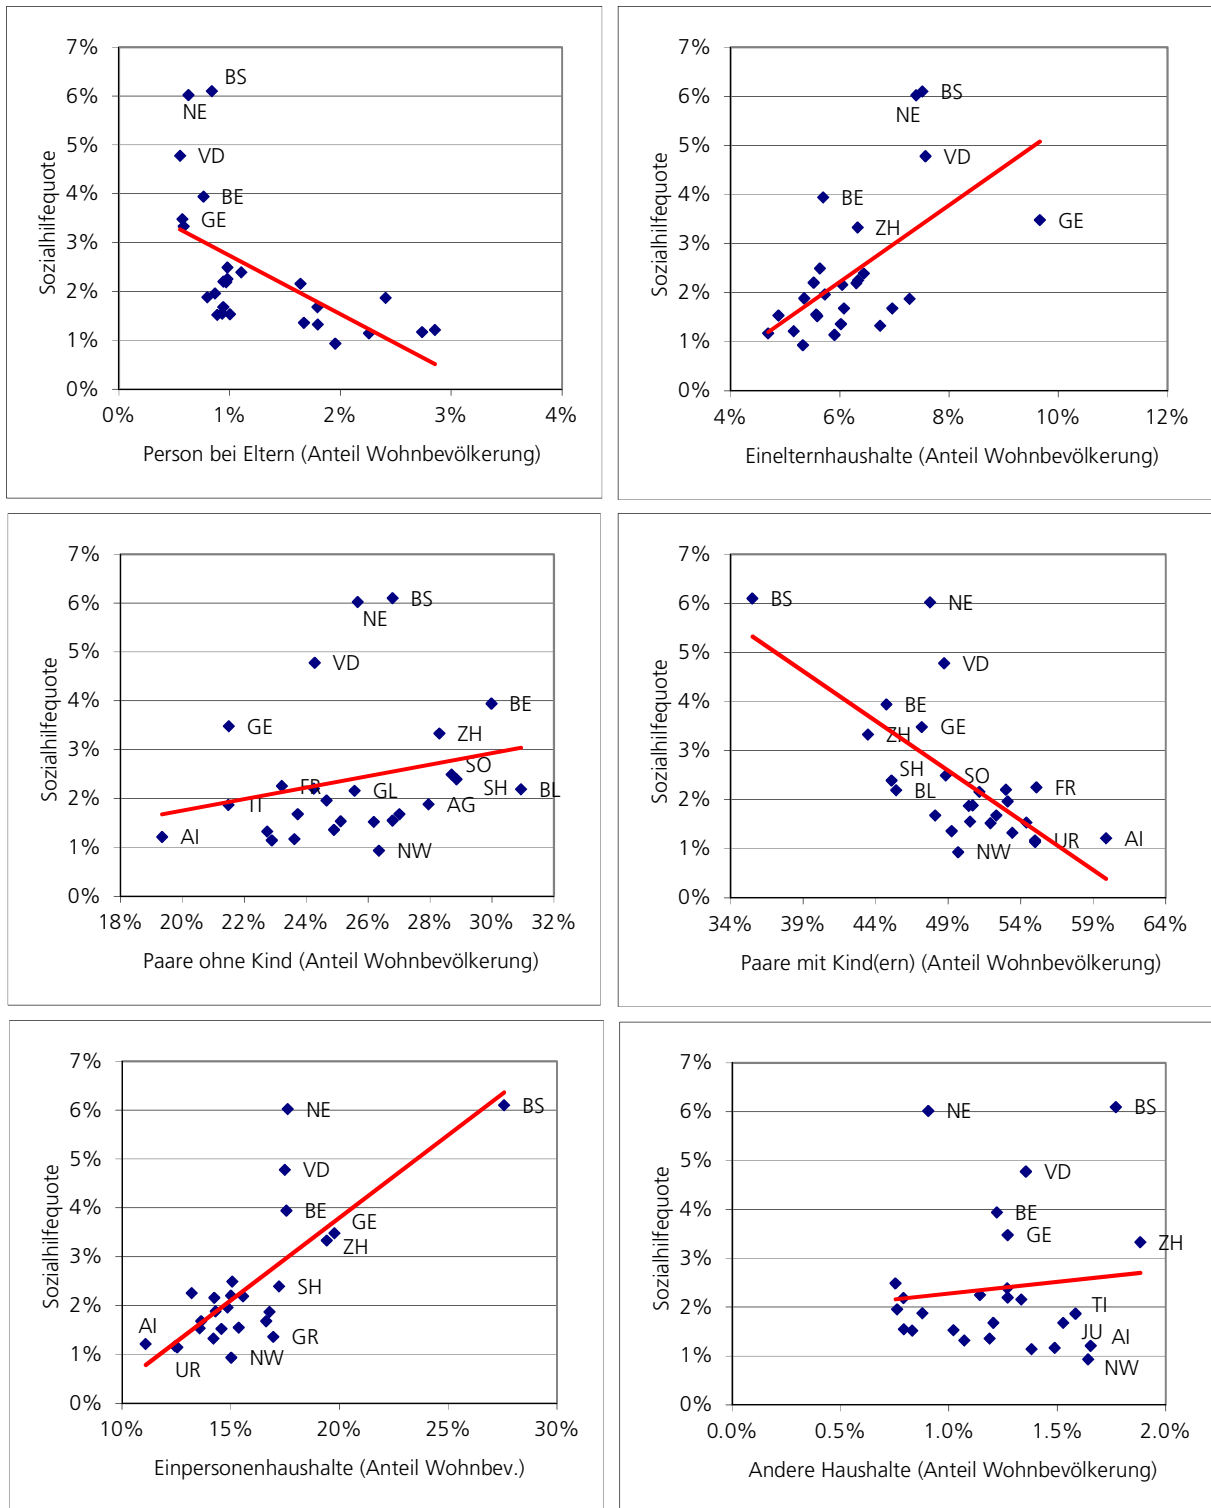 7%
6%
5%
4%
3%
2%
1%
0%
Sozialhilfequote
BS
NE
VD
BE
GE
0%
1%
2%
3%
4%
Person bei Eltern (Anteil Wohnbevölkerung)
7%
6%
5%
4%
3%
2%
1%
0%
Sozialhilfequote
BS
NE
VD
BE
ZH
GE
4%
6%
8%
10%
12%
Einelternhaushalte (Anteil Wohnbevölkerung)
7%
6%
5%
4%
3%
2%
1%
0%
Sozialhilfequote
BS
NE
VD
BE
GE
ZH
SO
FR
GL
SH
BL
TI
AG
AI
NW
18%
20%
22%
24%
26%
28%
30%
32%
Paare ohne Kind (Anteil Wohnbevölkerung)
7%
6%
5%
4%
3%
2%
1%
0%
Sozialhilfequote
BS
NE
VD
BE
GE
ZH
SH
SO
BL
FR
UR
AI
NW
34%
39%
44%
49%
54%
59%
64%
Paare mit Kind(ern) (Anteil Wohnbevölkerung)
7%
6%
5%
4%
3%
2%
1%
0%
Sozialhilfequote
NE
BS
VD
BE
GE
ZH
SH
AI
GR
UR
NW
10%
15%
20%
25%
30%
Einpersonenhaushalte (Anteil Wohnbev.)
7%
6%
5%
4%
3%
2%
1%
0%
Sozialhilfequote
NE
BS
VD
BE
GE
ZH
TI
JU
AI
NW
0.0%
0.5%
1.0%
1.5%
2.0%
Andere Haushalte (Anteil Wohnbevölkerung)